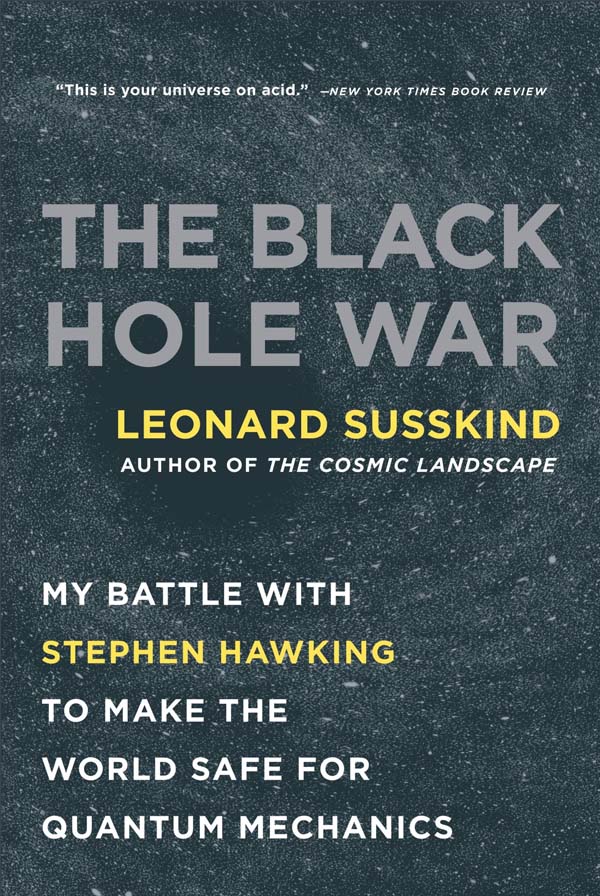 “This is your universe on acid.” —NEW YORK TIMES BOOK REVIEW
THE BLACK
HOLE WAR
LEONARD SUSSKIND
AUTHOR OF THE COSMIC LANDSCAPE
MY BATTLE WITH
STEPHEN HAWKING
TO MAKE THE
WORLD SAFE FOR
QUANTUM MECHANICS